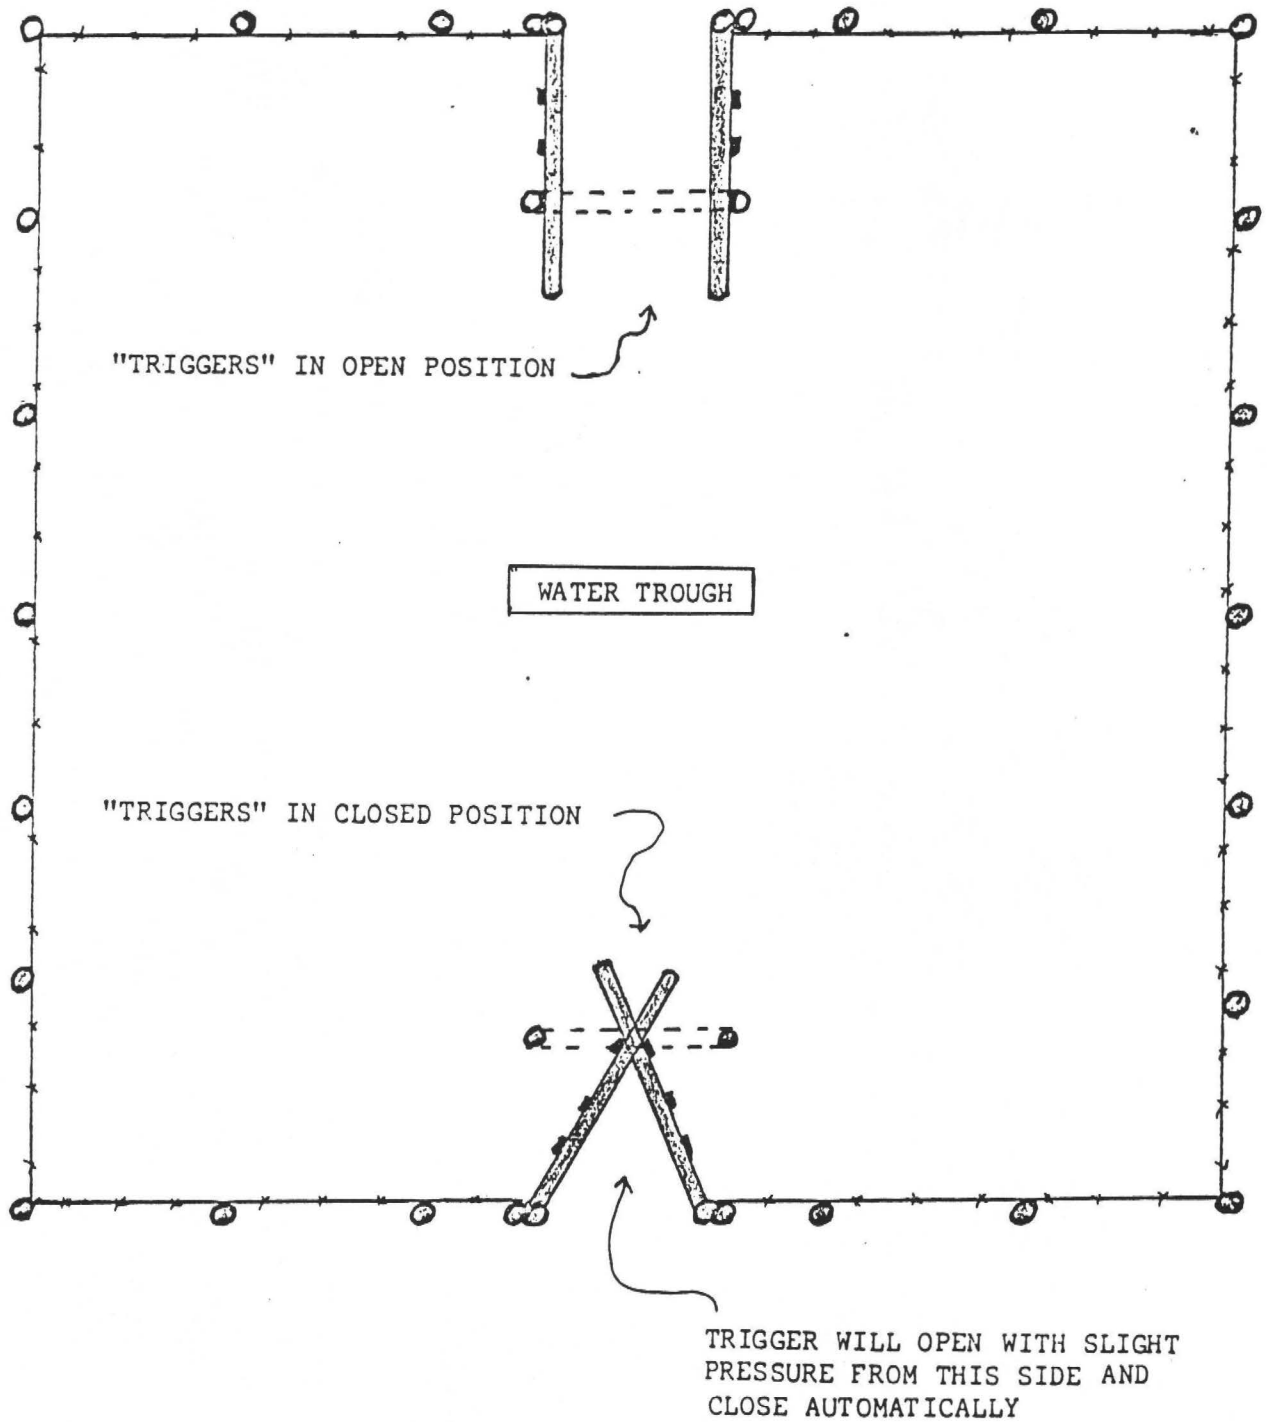 "TRIGGERS" IN OPEN POSITION
WATER TROUGH
"TRIGGERS" IN CLOSED POSITION
TRIGGER WILL OPEN WITH SLIGHT
PRESSURE FROM THIS SIDE AND
CLOSE AUTOMATICALLY